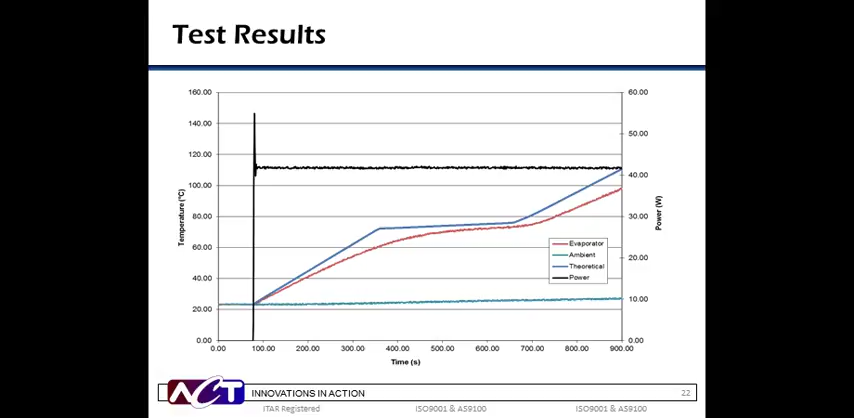 Test Results
160.00
140.00
120.00
100.00
80.00
60.00
40.00
20.00
0.00
Temperature (°C)
60.00
50.00
40.00
30.00
20.00
10.00
0.00
Power (W)
Evaporator
Ambient
Theoretical
Power
0.00 100.00 200.00 300.00 400.00 500.00 600.00 700.00 800.00 900.00
Time (s)
ACT INNOVATIONS IN ACTION 22
ITAR Registered ISO9001 & AS9100 ISO9001 & AS9100